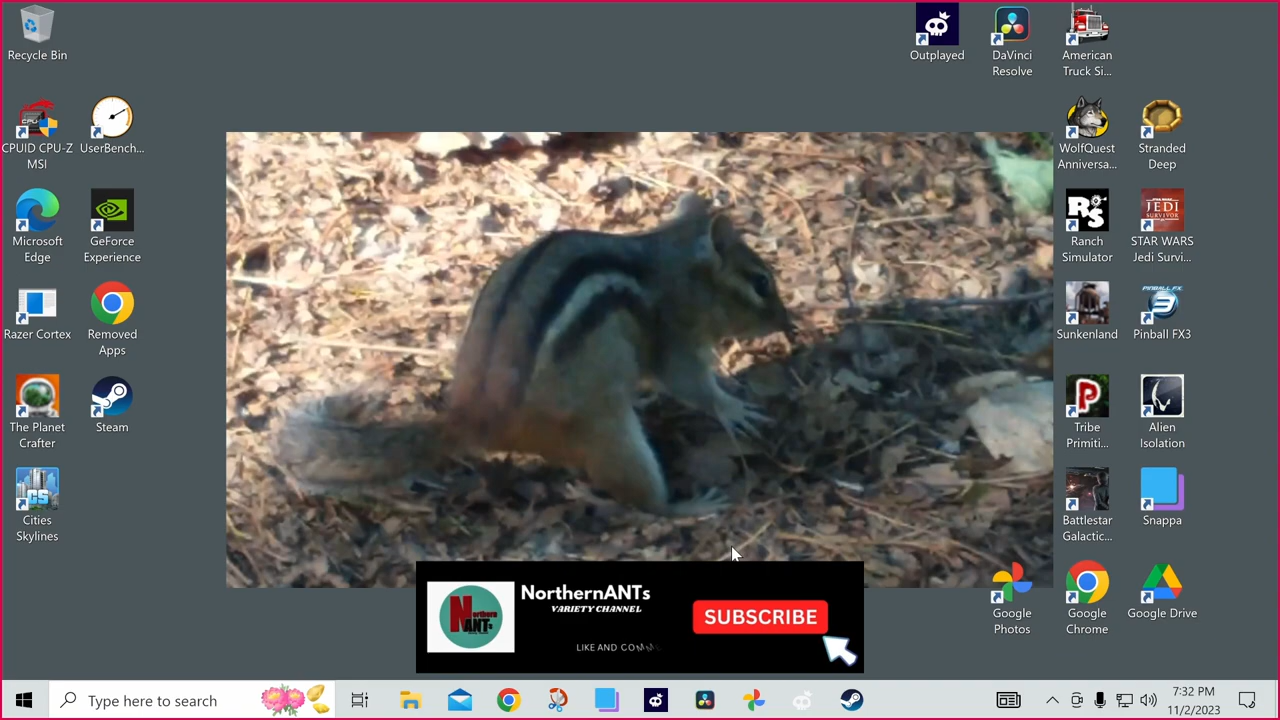 Recycle Bin
Outplayed
DaVinci
Resolve
American
Truck Si...
CPUID CPU-Z
MSI
UserBench...
WolfQuest
Anniversa...
Stranded
Deep
Microsoft
Edge
GeForce
Experience
Ranch
Simulator
STAR WARS
Jedi Survi...
Razer Cortex
Removed
Apps
Sunkenland
Pinball FX3
The Planet
Crafter
Steam
Tribe
Primiti...
Alien
Isolation
Cities
Skylines
Battlestar
Galactic...
Snappa
Google
Photos
Google
Chrome
Google Drive
NorthernANTs
VARIETY CHANNEL
SUBSCRIBE
LIKE AND COMM
Type here to search
7:32 PM
11/2/2023